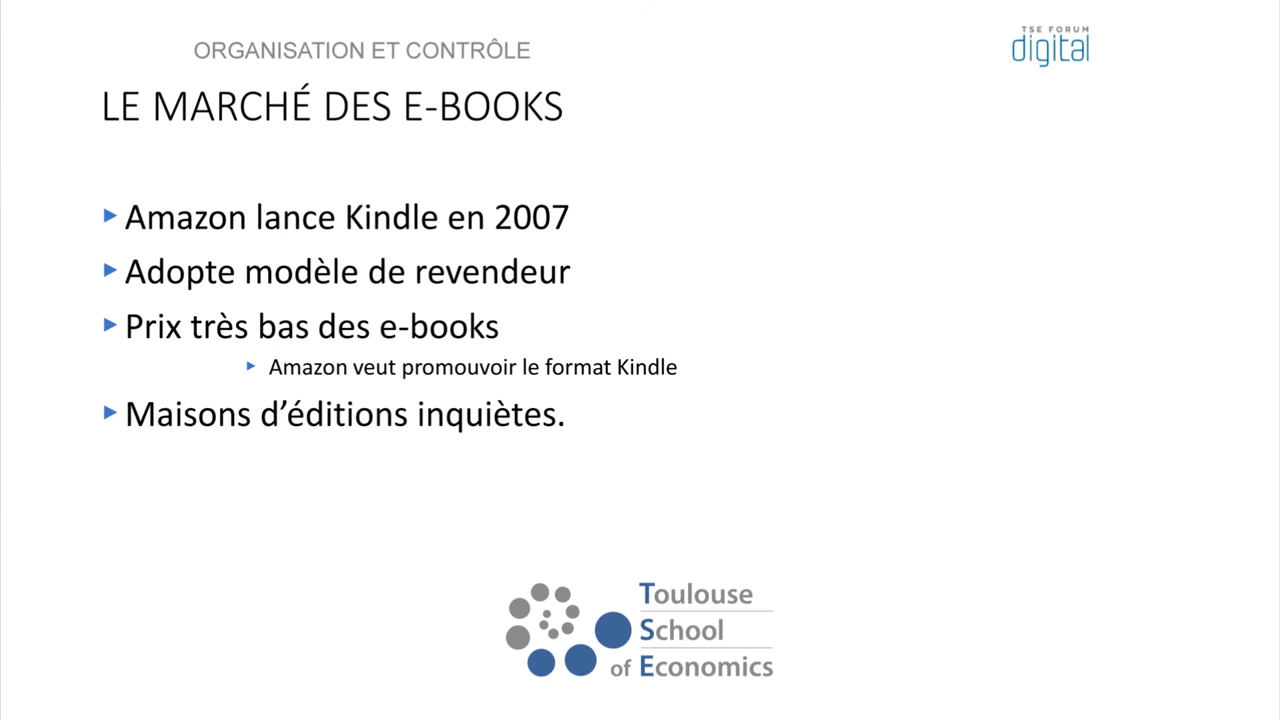 ORGANISATION ET CONTRÔLE
TSE FORUM
digital
LE MARCHÉ DES E-BOOKS
Amazon lance Kindle en 2007
Adopte modèle de revendeur
Prix très bas des e-books
Amazon veut promouvoir le format Kindle
Maisons d’éditions inquiètes.
Toulouse
School
of Economics